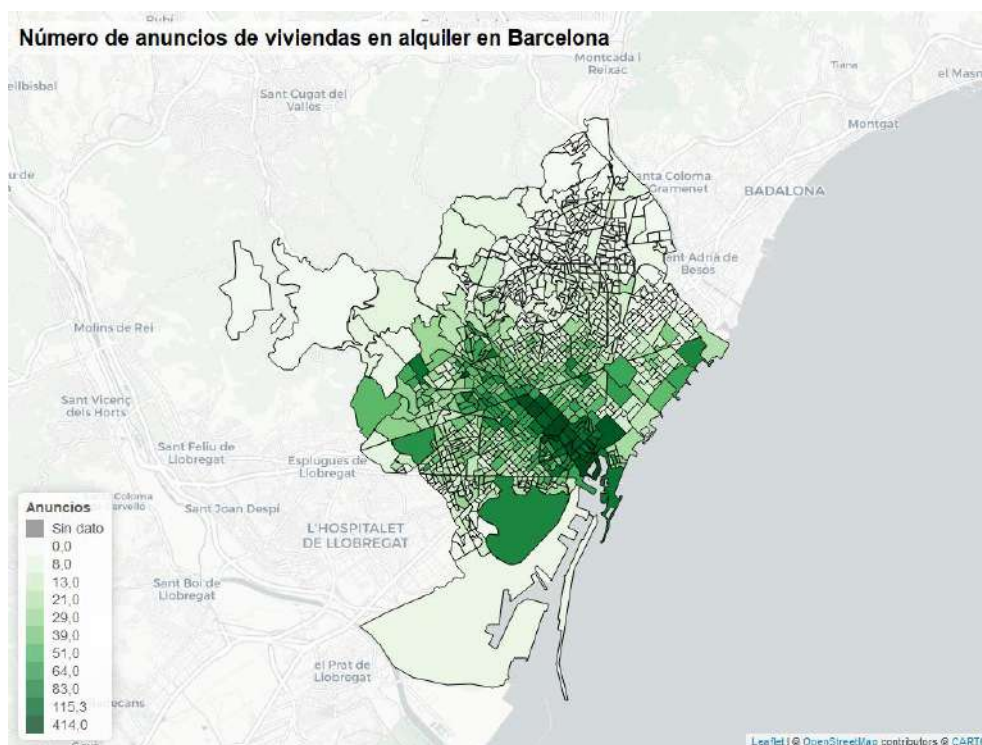 Número de anuncios de viviendas en alquiler en Barcelona
Montcada i
Reixac
Tiana
el Masn
Sant Cugat del
Vallès
Montgat
Santa Coloma
Gramenet
BADALONA
Sant Adrià de
Besòs
Molins de Rei
Sant Vicenç
dels Horts
Sant Feliu de
Llobregat
Esplugues de
Llobregat
Sant Joan Despí
L'HOSPITALET
DE LLOBREGAT
Sant Boi de
Llobregat
el Prat de
Llobregat
Anuncios
Sin dato
0,0
8,0
13,0
21,0
29,0
39,0
51,0
64,0
83,0
115,3
414,0
Leaflet | © OpenStreetMap contributors © CARTO